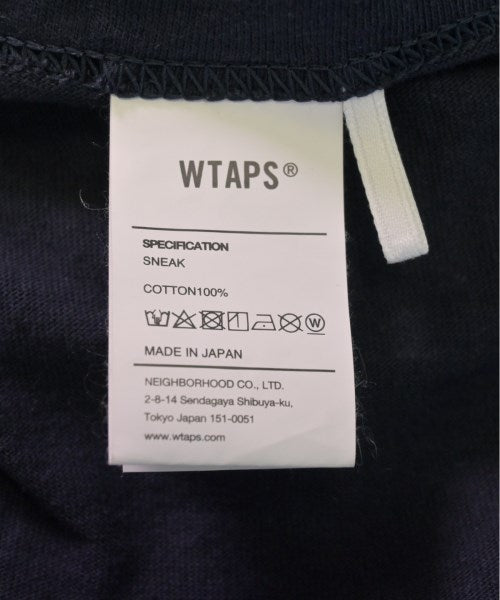 WTAPS®
SPECIFICATION
SNEAK
COTTON100%
W
MADE IN JAPAN
NEIGHBORHOOD CO., LTD.
2-8-14 Sendagaya Shibuya-ku,
Tokyo Japan 151-0051
www.wtaps.com